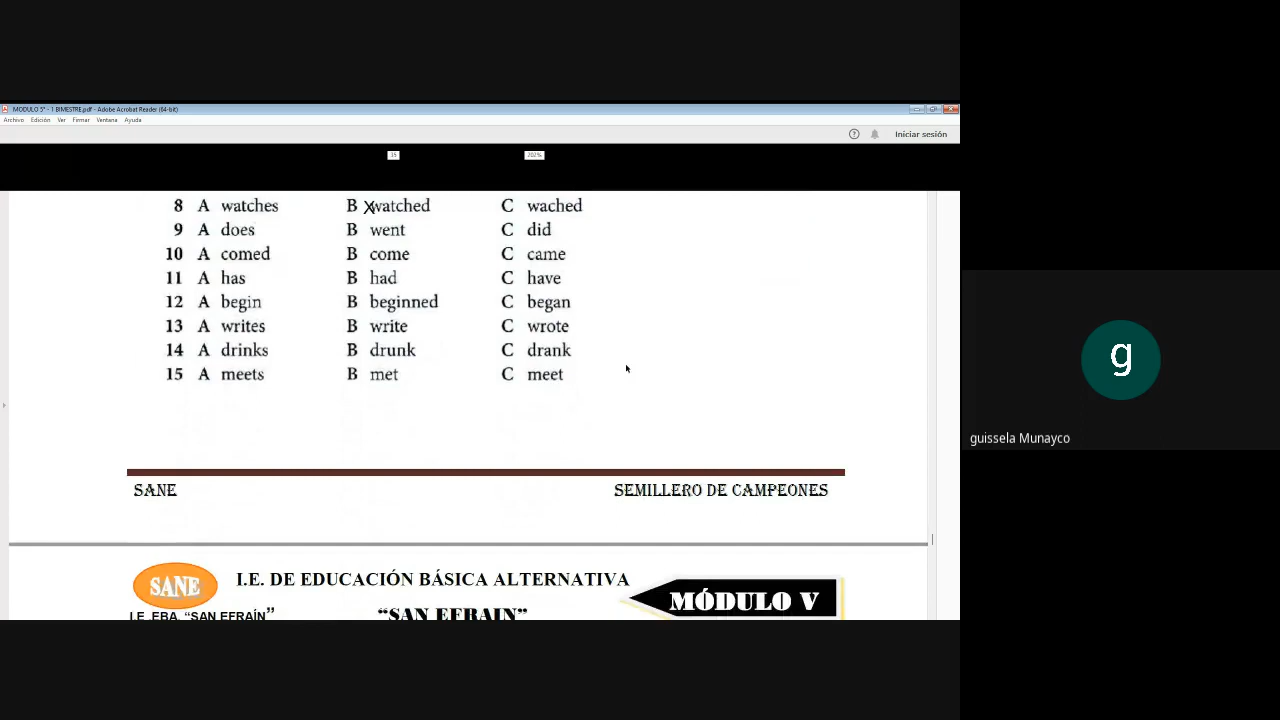 MODULO 5° - 1 BIMESTRE.pdf - Adobe Acrobat Reader (64-bit)
Archivo Edición Ver Firmar Ventana Ayuda
Iniciar sesión
35 202%
8 A watches B X watched C wached
9 A does B went C did
10 A comed B come C came
11 A has B had C have
12 A begin B beginned C began
13 A writes B write C wrote
14 A drinks B drunk C drank
15 A meets B met C meet
g
guissela Munayco
SANE SEMILLERO DE CAMPEONES
SANE I.E. DE EDUCACIÓN BÁSICA ALTERNATIVA
MÓDULO V
I.E .EBA. “SAN EFRAÍN” “SAN EFRAIN”